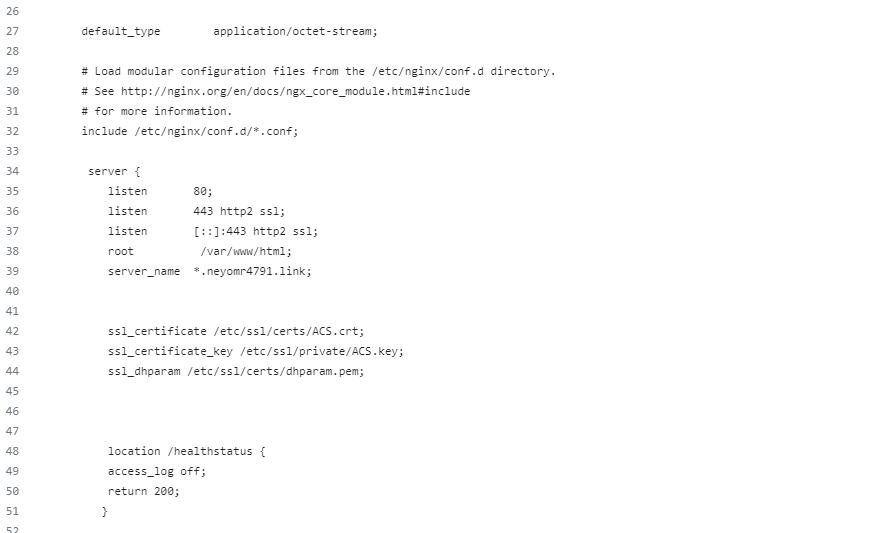 26
27 default_type application/octet-stream;
28
29 # Load modular configuration files from the /etc/nginx/conf.d directory.
30 # See http://nginx.org/en/docs/ngx_core_module.html#include
31 # for more information.
32 include /etc/nginx/conf.d/*.conf;
33
34 server {
35 listen 80;
36 listen 443 http2 ssl;
37 listen [::]:443 http2 ssl;
38 root /var/www/html;
39 server_name *.neyomr4791.link;
40
41
42 ssl_certificate /etc/ssl/certs/ACS.crt;
43 ssl_certificate_key /etc/ssl/private/ACS.key;
44 ssl_dhparam /etc/ssl/certs/dhparam.pem;
45
46
47
48 location /healthstatus {
49 access_log off;
50 return 200;
51 }
52